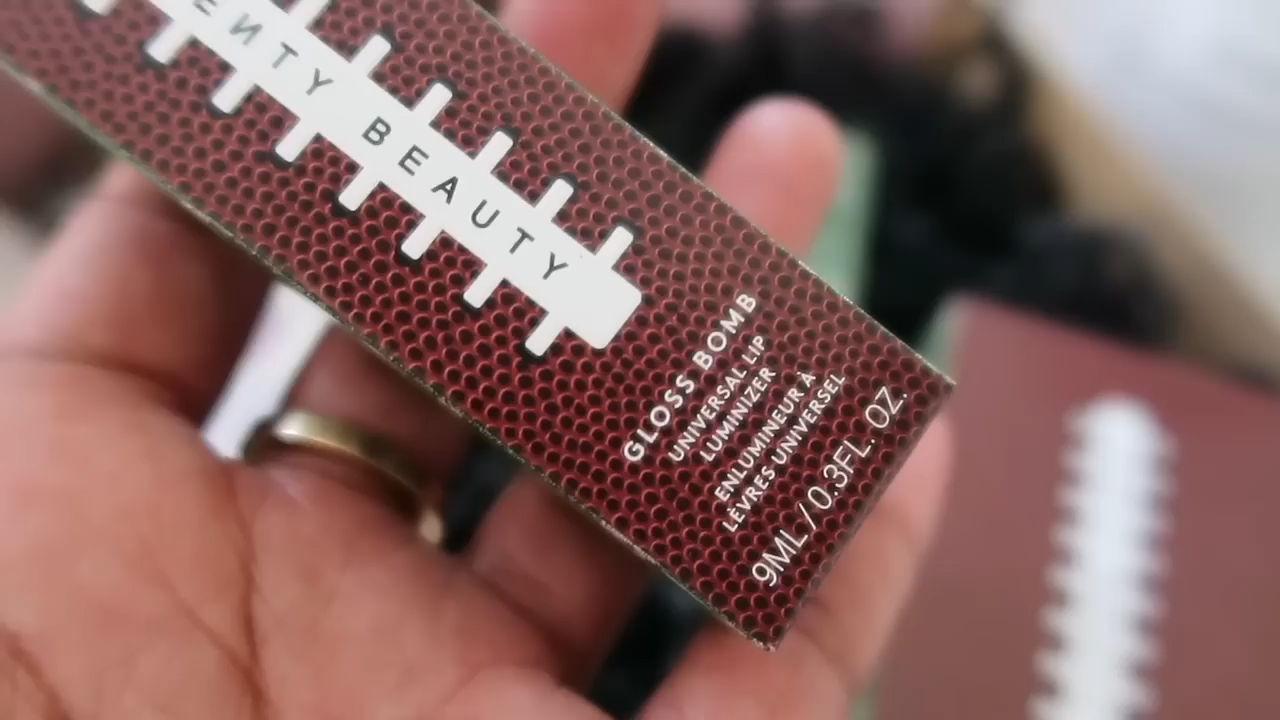 ENTY BEAUTY
GLOSS BOMB
UNIVERSAL LIP
LUMINIZER
ENLUMINEUR À
LÈVRES UNIVERSEL
9ML / 0.3FL. OZ.